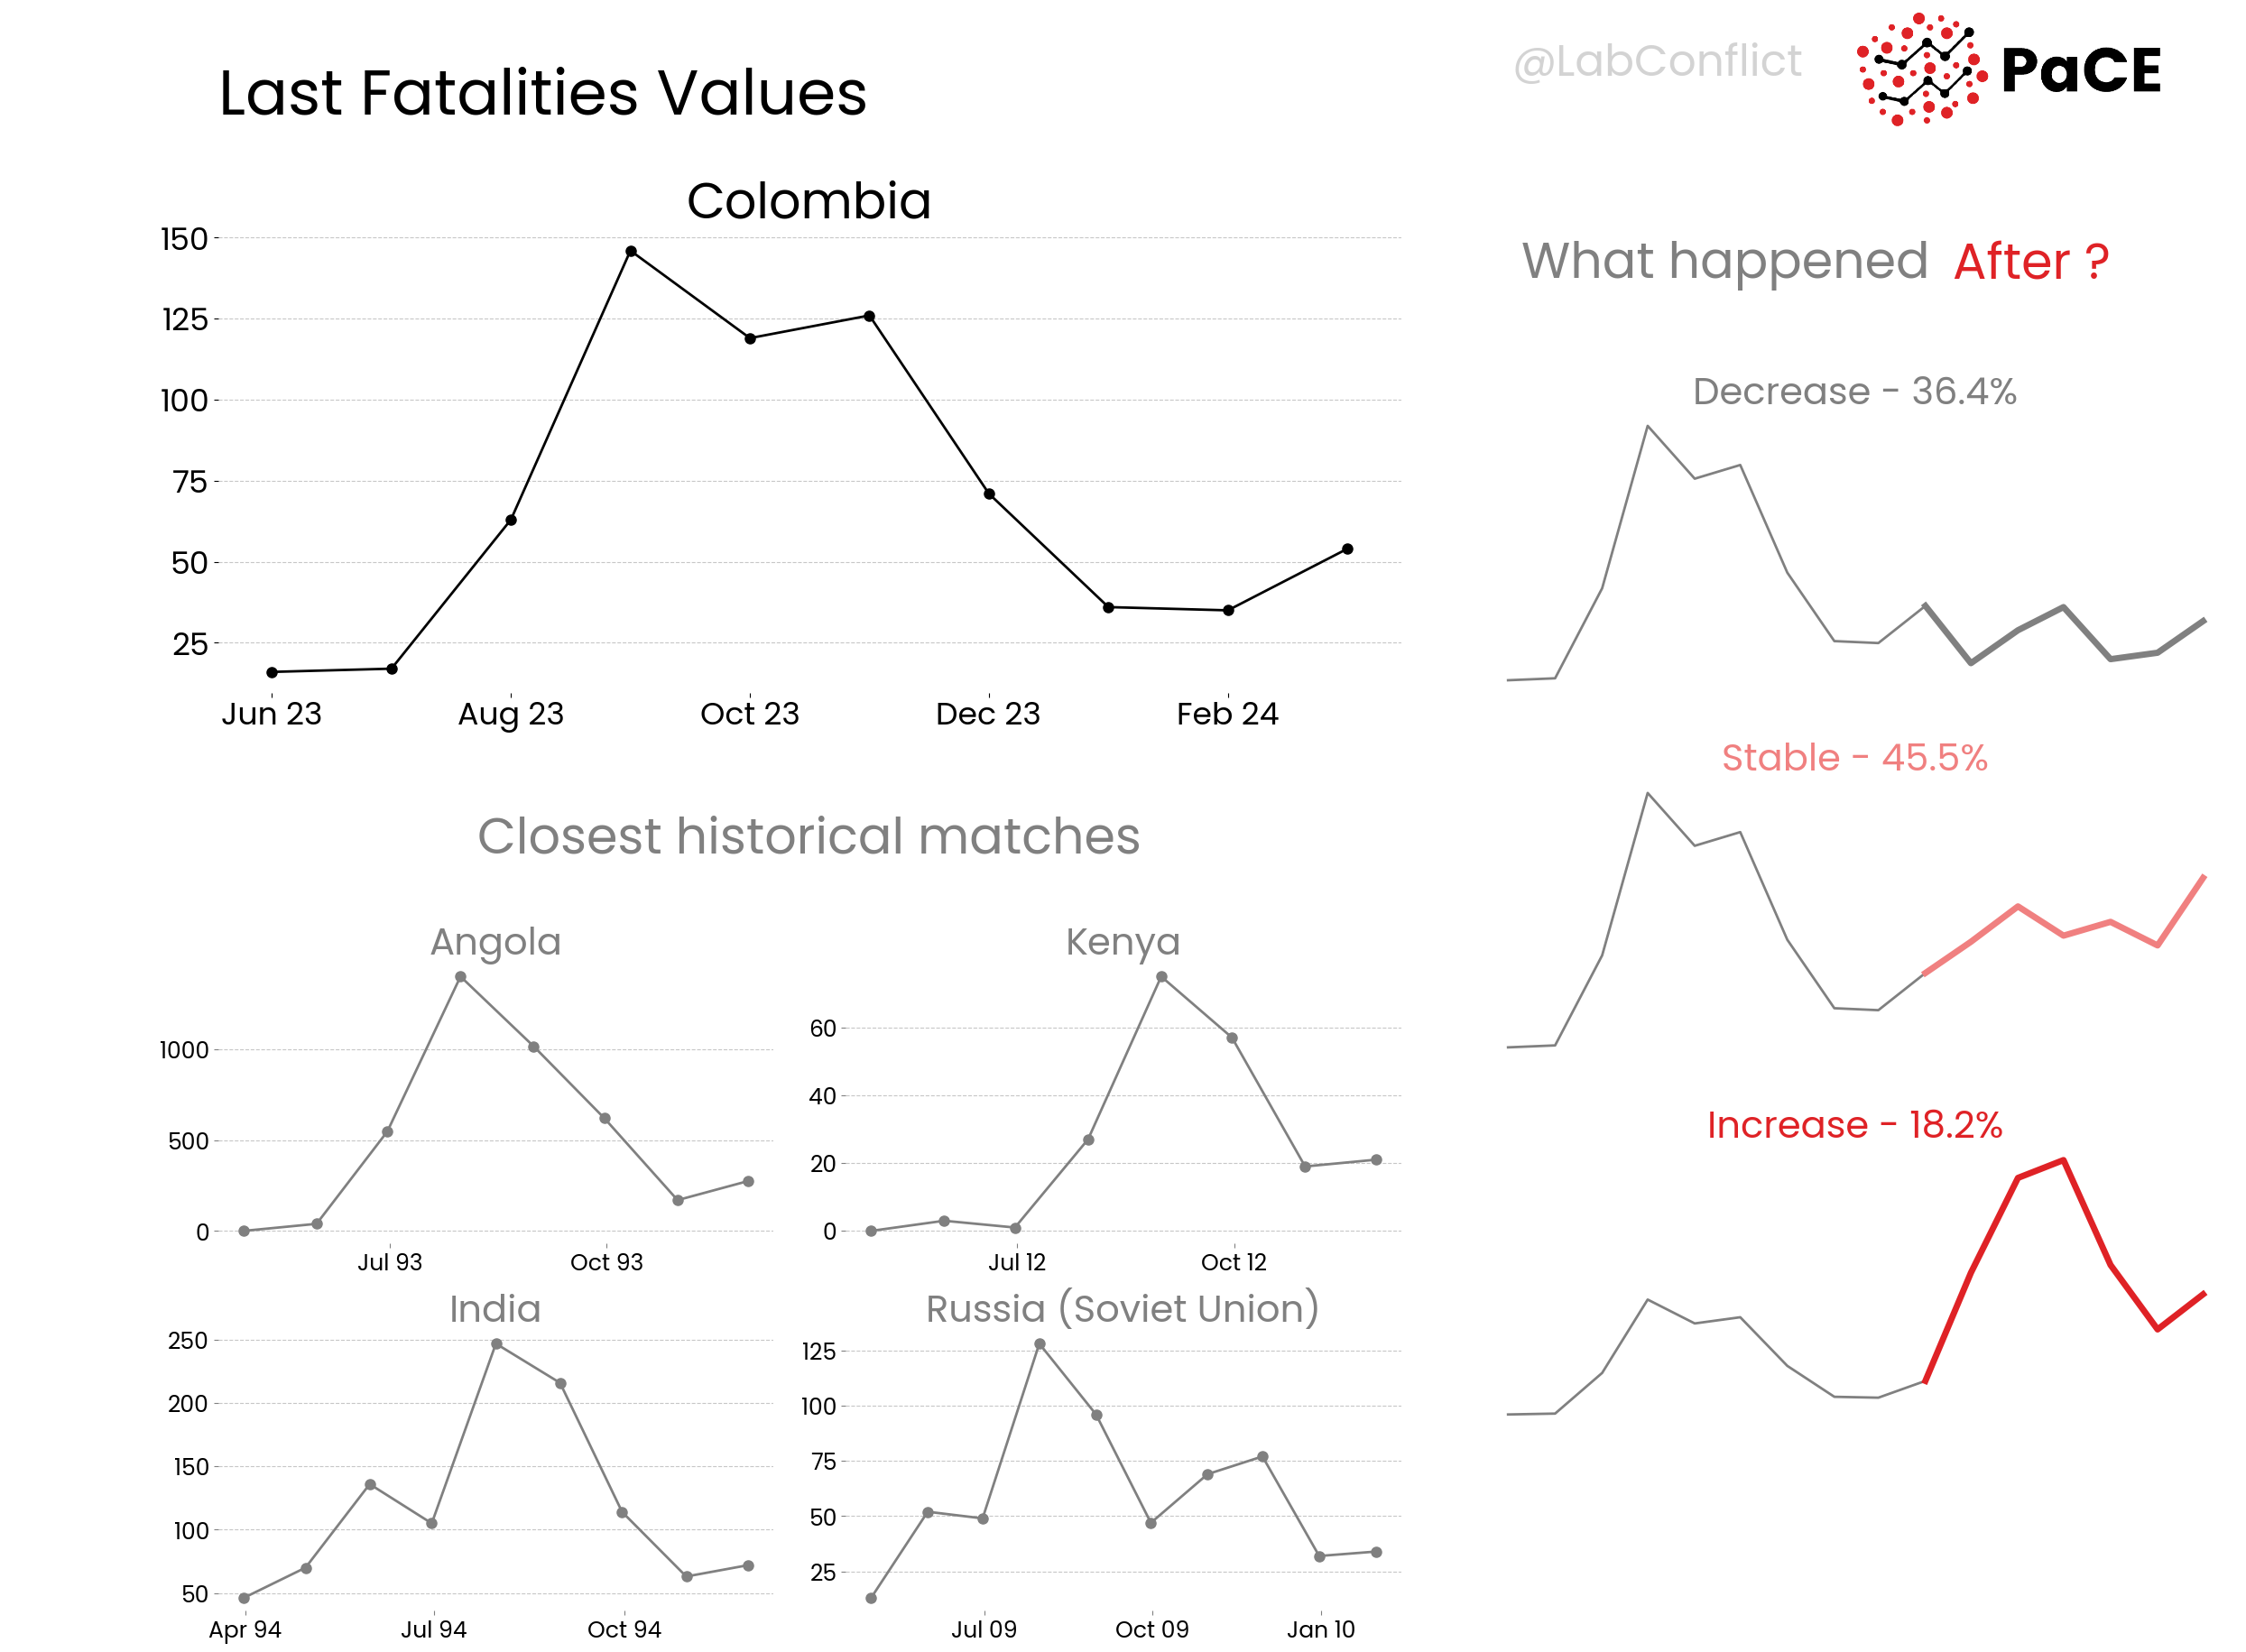 Last Fatalities Values
@LabConflict
PaCE
Colombia
150
125
100
75
50
25
Jun 23 Aug 23 Oct 23 Dec 23 Feb 24
What happened After ?
Decrease - 36.4%
Stable - 45.5%
Increase - 18.2%
Closest historical matches
Angola
1000
500
0
Jul 93 Oct 93
Kenya
60
40
20
0
Jul 12 Oct 12
India
250
200
150
100
50
Apr 94 Jul 94 Oct 94
Russia (Soviet Union)
125
100
75
50
25
Jul 09 Oct 09 Jan 10